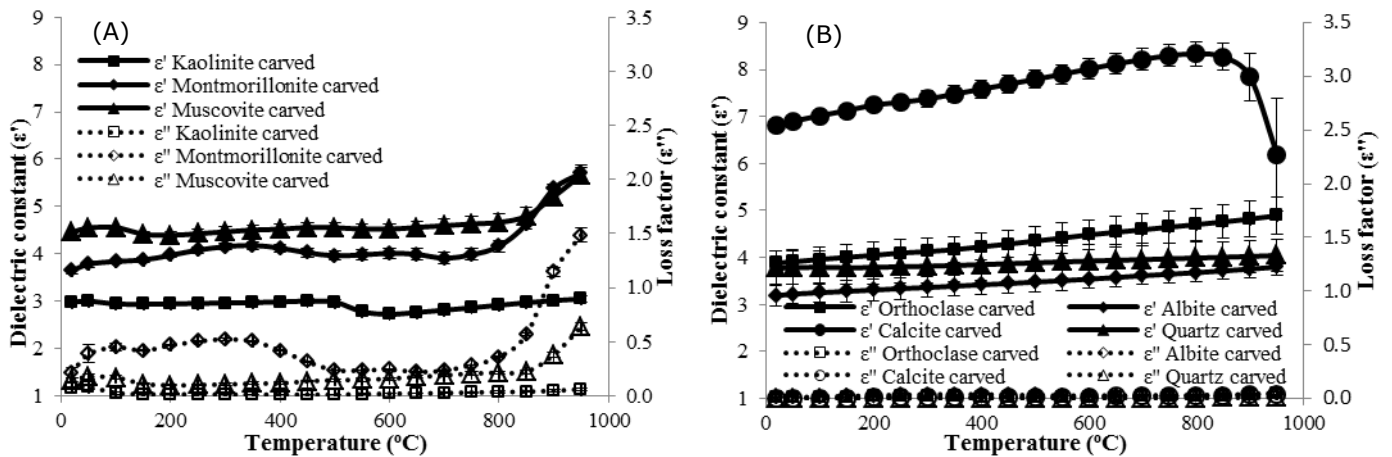 (A)
ε' Kaolinite carved
ε' Montmorillonite carved
ε' Muscovite carved
ε'' Kaolinite carved
ε'' Montmorillonite carved
ε'' Muscovite carved
Dielectric constant (ε')
9
8
7
6
5
4
3
2
1
Loss factor (ε'')
3.5
3.0
2.5
2.0
1.5
1.0
0.5
0.0
0
200
400
600
800
1000
Temperature (°C)
(B)
Dielectric constant (ε')
9
8
7
6
5
4
3
2
1
Loss factor (ε'')
3.5
3.0
2.5
2.0
1.5
1.0
0.5
0.0
ε' Orthoclase carved
ε' Albite carved
ε' Calcite carved
ε' Quartz carved
ε'' Orthoclase carved
ε'' Albite carved
ε'' Calcite carved
ε'' Quartz carved
0
200
400
600
800
1000
Temperature (°C)